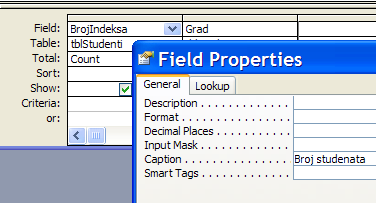 Field: BrojIndeksa Grad
Table: tblStudenti
Total: Count
Sort:
Show:
Criteria:
or:
Field Properties
General Lookup
Description . . . . . . . . . . . . .
Format . . . . . . . . . . . . . . . .
Decimal Places . . . . . . . . . .
Input Mask . . . . . . . . . . . . .
Caption . . . . . . . . . . . . . . . Broj studenata
Smart Tags . . . . . . . . . . . . .